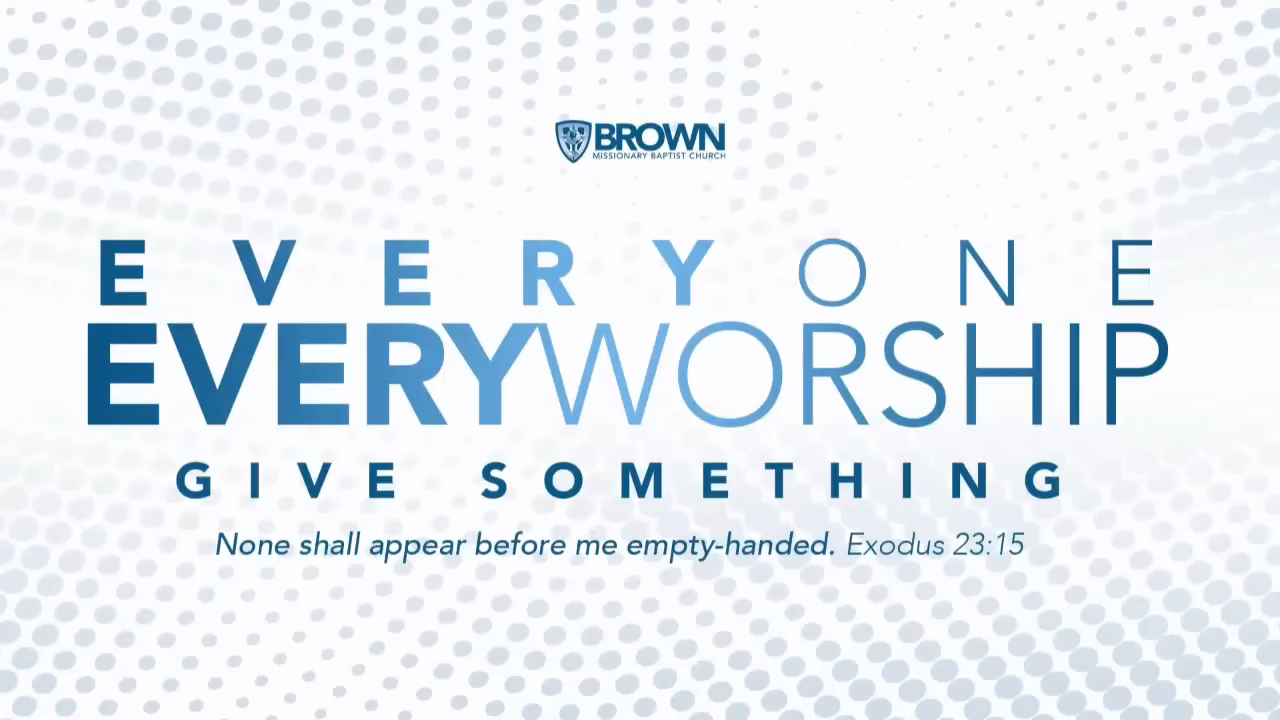 BROWN
MISSIONARY BAPTIST CHURCH
EVERYONE
EVERYWORSHIP
GIVE SOMETHING
None shall appear before me empty-handed. Exodus 23:15